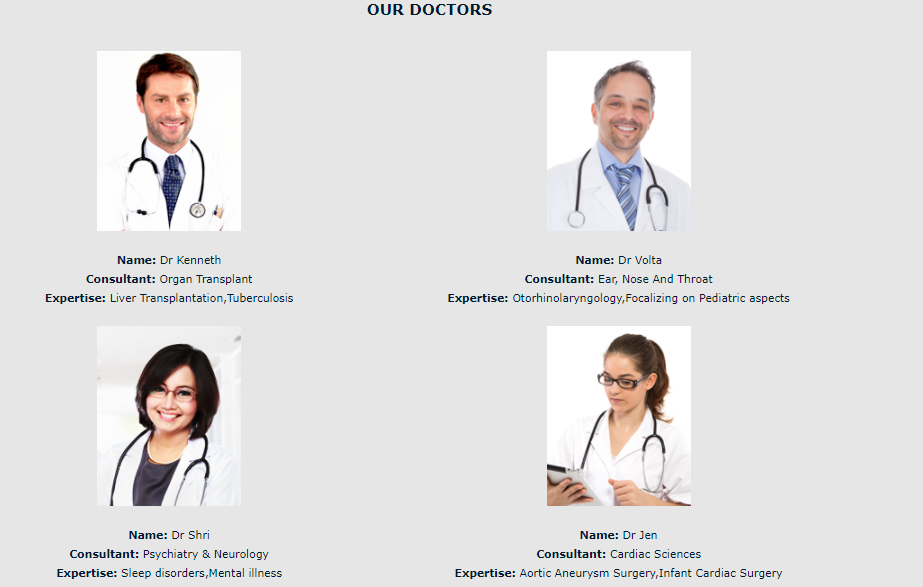 OUR DOCTORS
Name: Dr Kenneth
Consultant: Organ Transplant
Expertise: Liver Transplantation,Tuberculosis
Name: Dr Volta
Consultant: Ear, Nose And Throat
Expertise: Otorhinolaryngology,Focalizing on Pediatric aspects
Name: Dr Shri
Consultant: Psychiatry & Neurology
Expertise: Sleep disorders,Mental illness
Name: Dr Jen
Consultant: Cardiac Sciences
Expertise: Aortic Aneurysm Surgery,Infant Cardiac Surgery